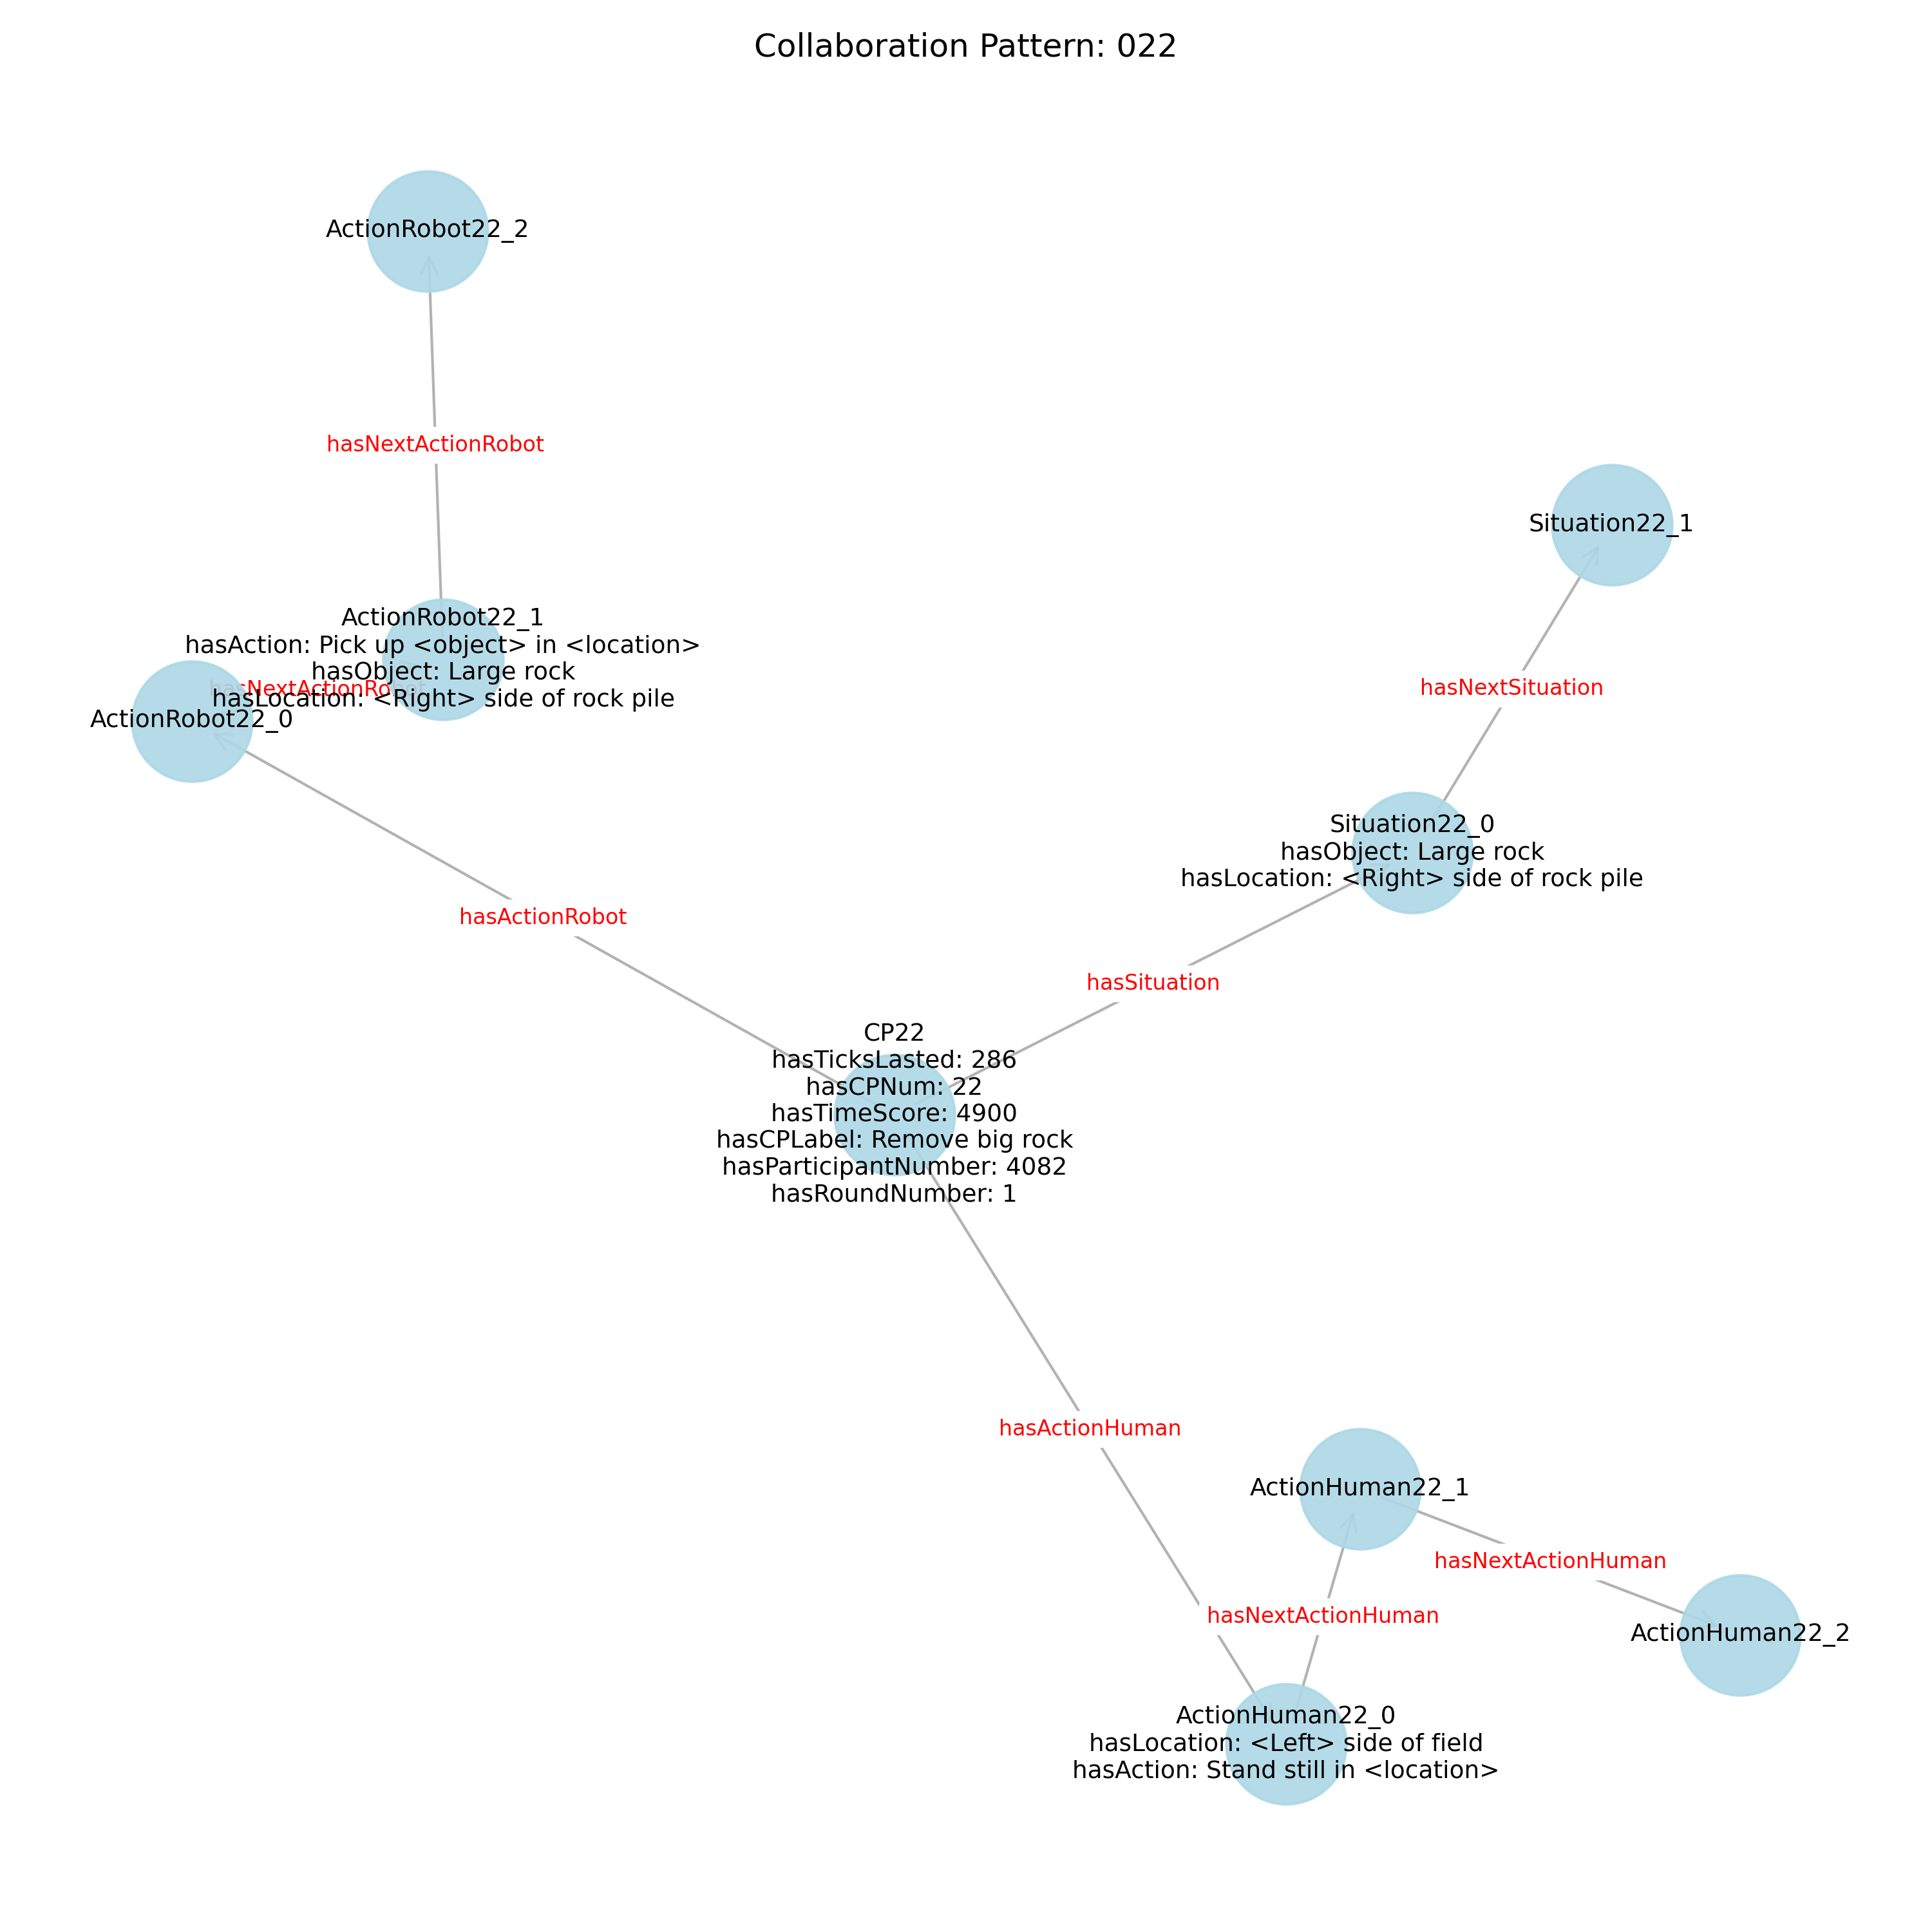 Collaboration Pattern: 022
ActionRobot22_2
hasNextActionRobot
Situation22_1
ActionRobot22_1
hasAction: Pick up <object> in <location>
hasObject: Large rock
hasLocation: <Right> side of rock pile
hasNextActionRobot
ActionRobot22_0
hasNextSituation
Situation22_0
hasObject: Large rock
hasLocation: <Right> side of rock pile
hasActionRobot
hasSituation
CP22
hasTicksLasted: 286
hasCPNum: 22
hasTimeScore: 4900
hasCPLabel: Remove big rock
hasParticipantNumber: 4082
hasRoundNumber: 1
hasActionHuman
ActionHuman22_1
hasNextActionHuman
hasNextActionHuman
ActionHuman22_2
ActionHuman22_0
hasLocation: <Left> side of field
hasAction: Stand still in <location>